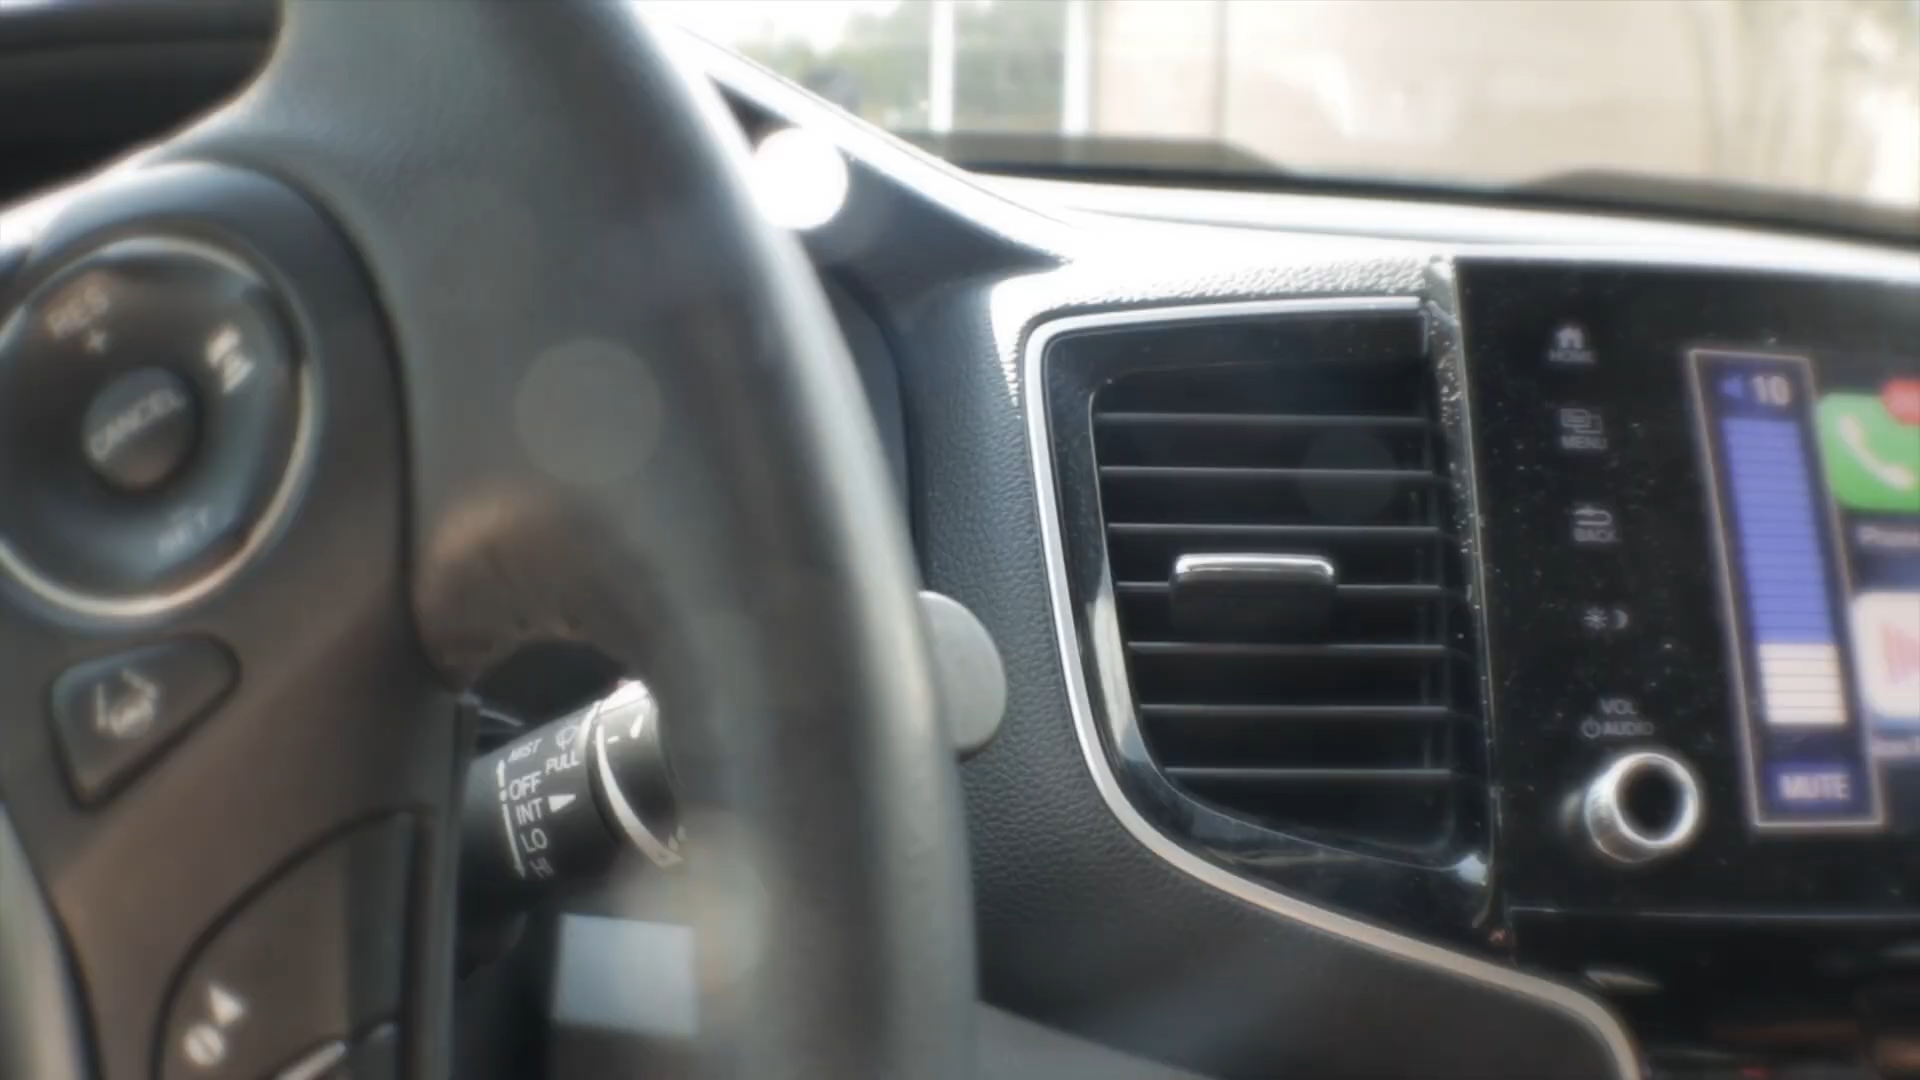 RES
+
CANCEL
MIST
PULL
OFF
INT
LO
HI
HOME
MENU
BACK
VOL
AUDIO
10
MUTE